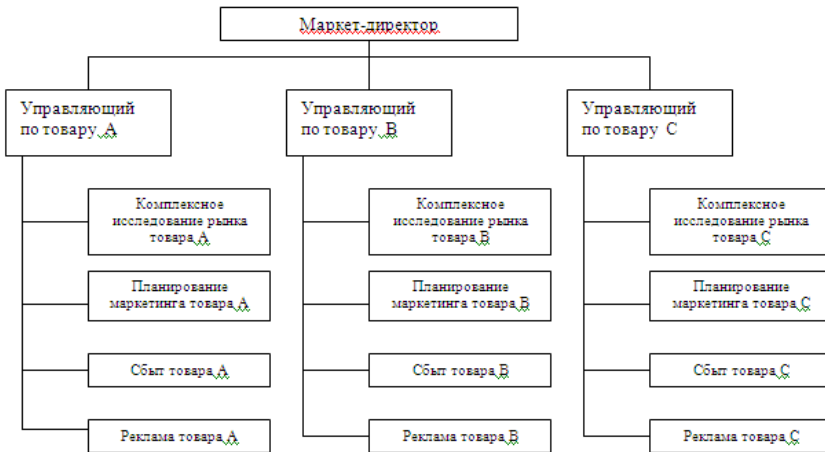 Маркет-директор
Управляющий
по товару А
Управляющий
по товару В
Управляющий
по товару С
Комплексное
исследование рынка
товара А
Комплексное
исследование рынка
товара В
Комплексное
исследование рынка
товара С
Планирование
маркетинга товара А
Планирование
маркетинга товара В
Планирование
маркетинга товара С
Сбыт товара А
Сбыт товара В
Сбыт товара С
Реклама товара А
Реклама товара В
Реклама товара С